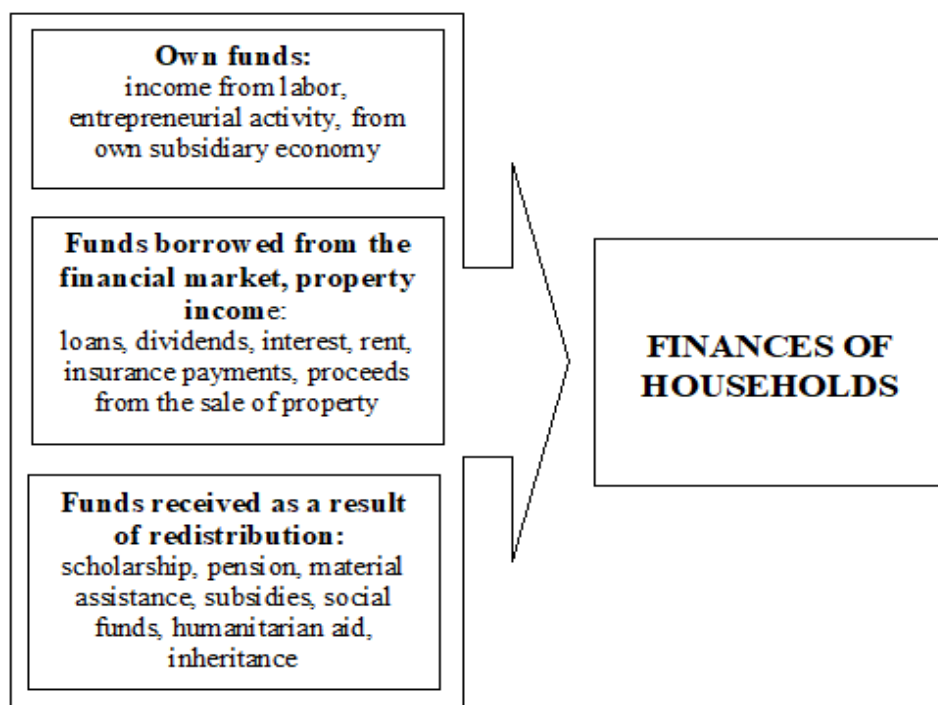 Own funds:
income from labor,
entrepreneurial activity, from
own subsidiary economy
Funds borrowed from the
financial market, property
income:
loans, dividends, interest, rent,
insurance payments, proceeds
from the sale of property
Funds received as a result
of redistribution:
scholarship, pension, material
assistance, subsidies, social
funds, humanitarian aid,
inheritance
FINANCES OF
HOUSEHOLDS